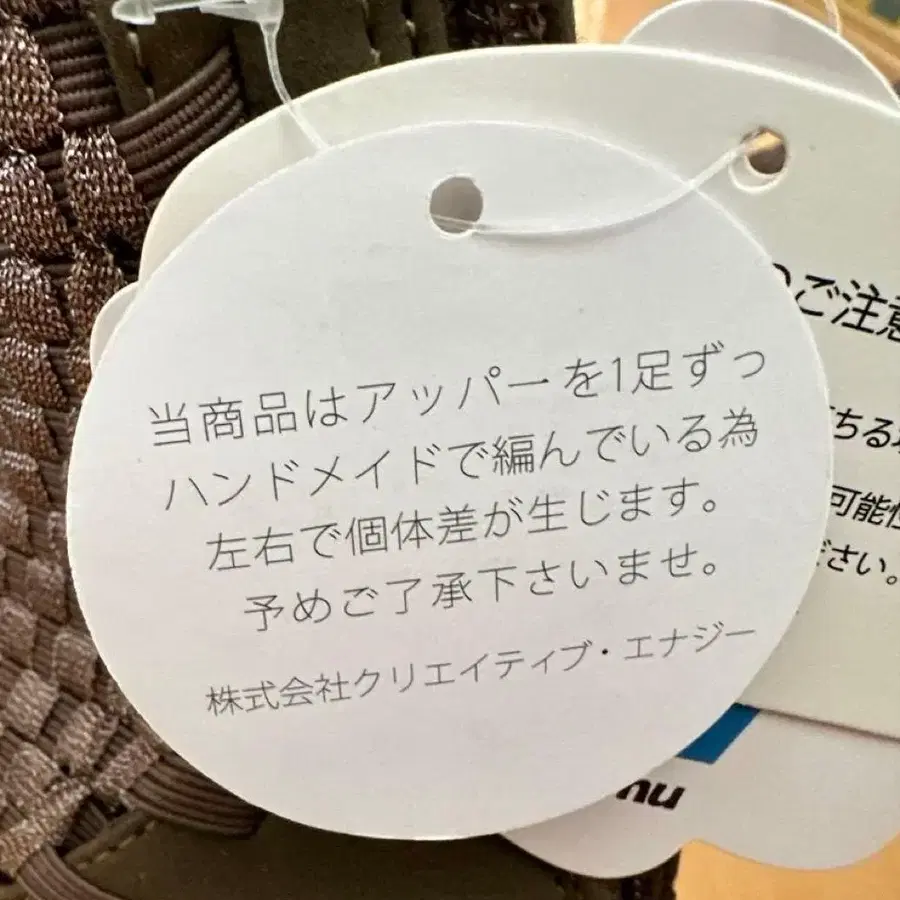 当商品はアッパーを1足ずっ
ハンドメイドで編んでいる為
左右で個体差が生じます。
予めご了承下さいませ。
株式会社クリエイティブ・エナジー
のご注意
ちる
可能性
ださい。
nu